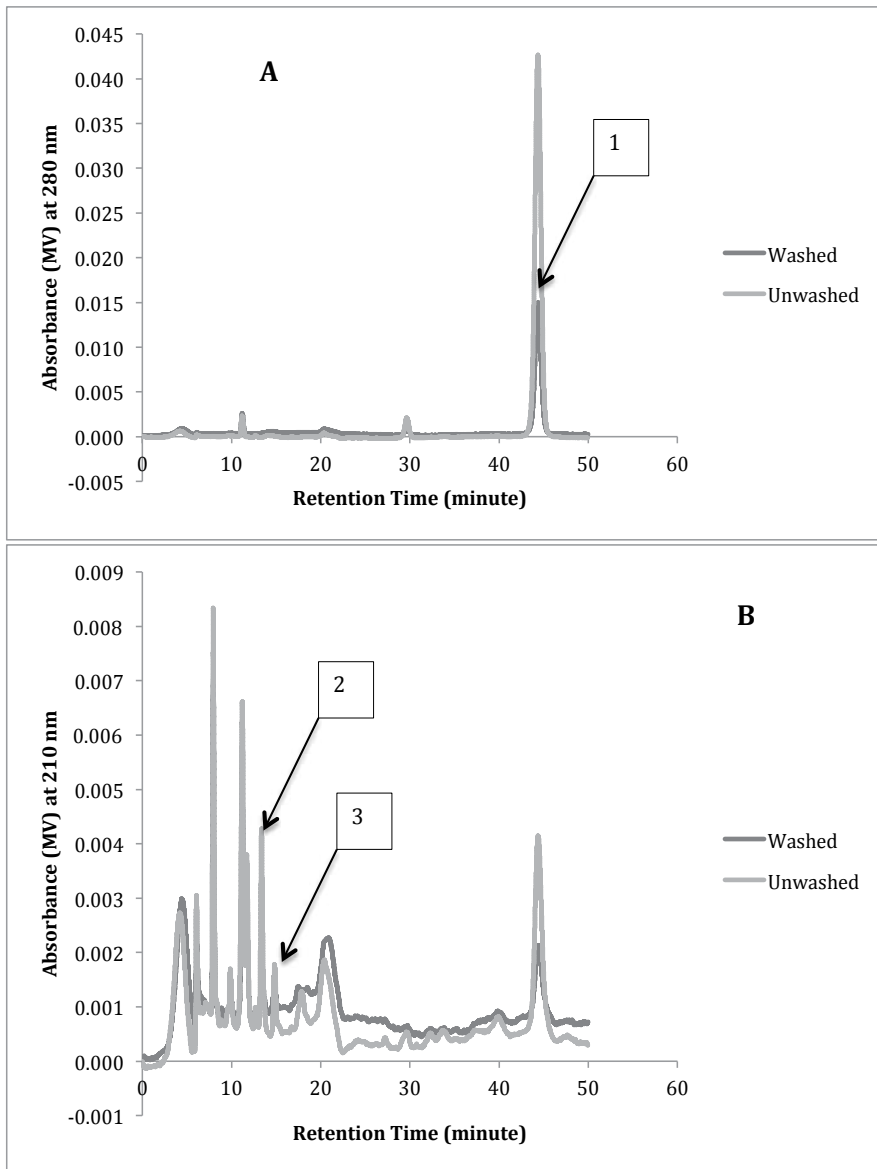 A
0.045
0.040
0.035
0.030
0.025
0.020
0.015
0.010
0.005
0.000
-0.005
Absorbance (MV) at 280 nm
1
Washed
Unwashed
0 10 20 30 40 50 60
Retention Time (minute)
B
0.009
0.008
0.007
0.006
0.005
0.004
0.003
0.002
0.001
0.000
-0.001
Absorbance (MV) at 210 nm
2
3
Washed
Unwashed
0 10 20 30 40 50 60
Retention Time (minute)